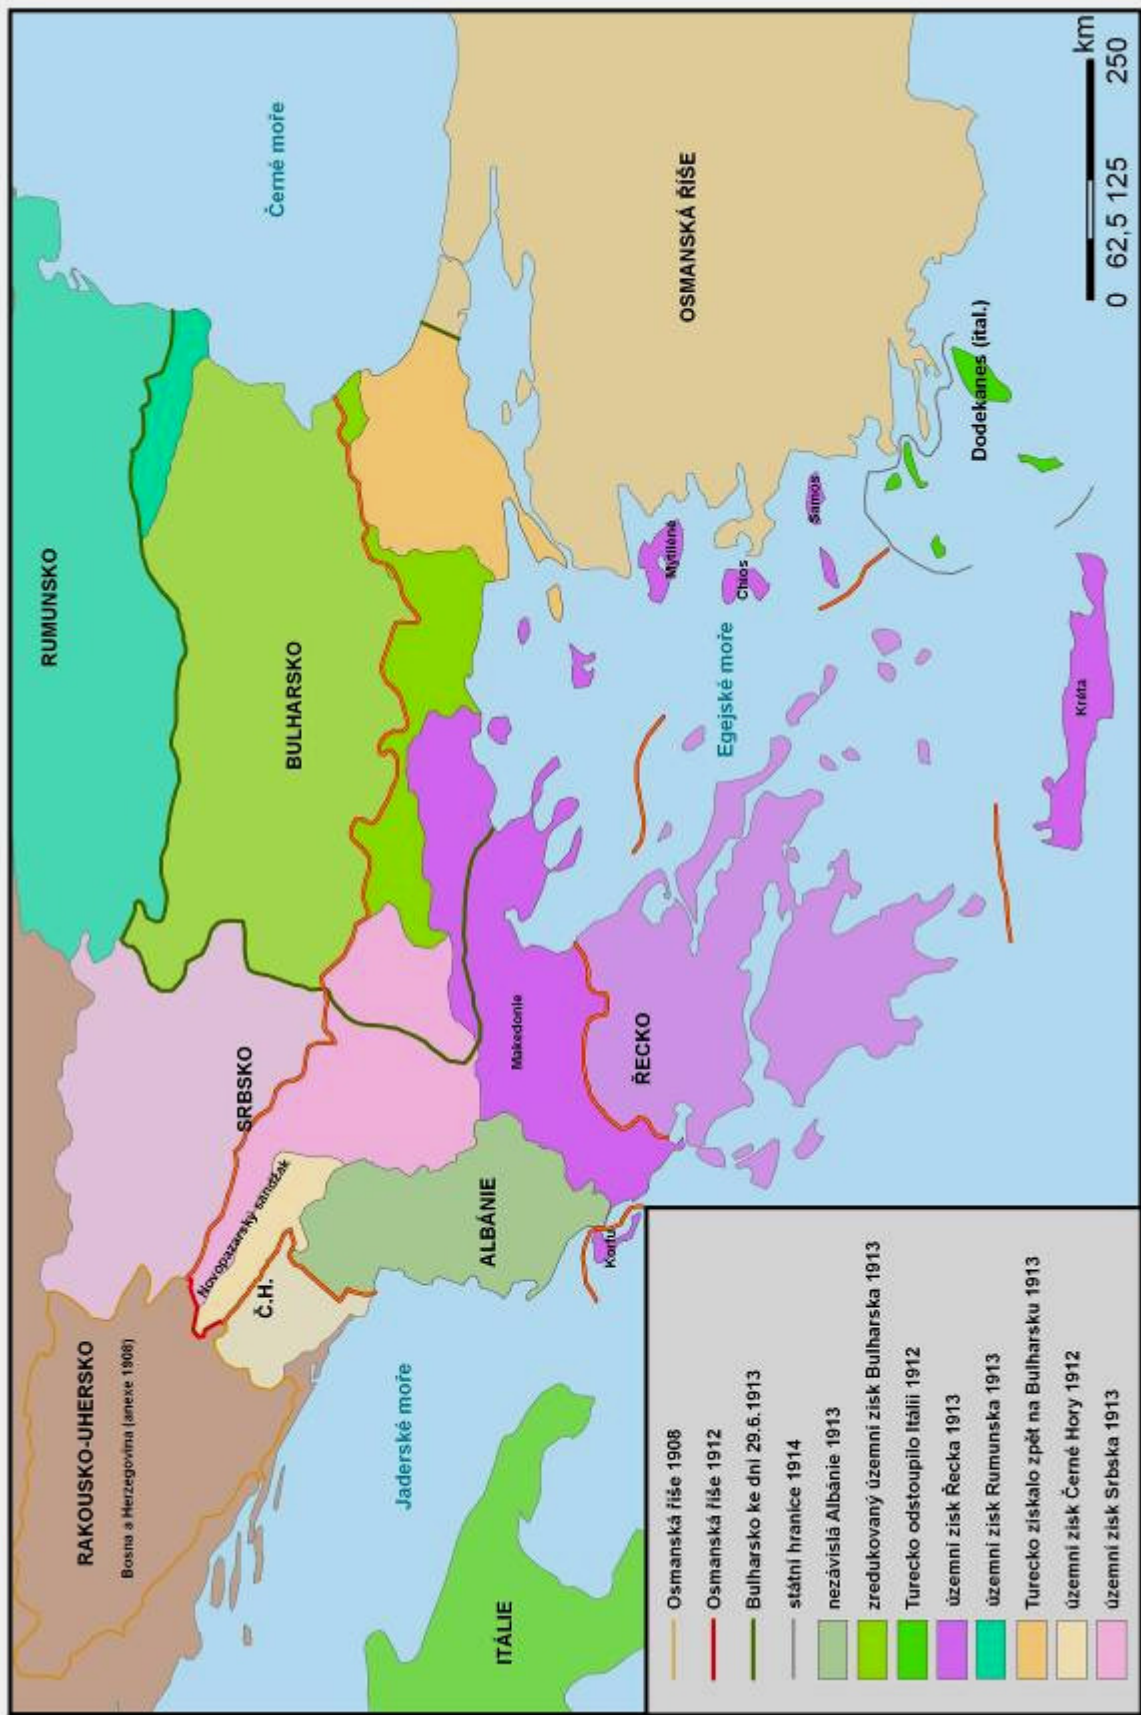 RAKOUSKO-UHERSKO
Bosna a Herzegovina (anexe 1908)
RUMUNSKO
Černé moře
SRBSKO
BULHARSKO
Novopazarský sandžak
Č.H.
Jaderské moře
ITÁLIE
ALBÁNIE
Makedonie
Korfu
ŘECKO
Egejské moře
OSMANSKÁ ŘÍŠE
Mytiléné
Chios
Samos
Dodekanes (ital.)
Kréta
Osmanská říše 1908
Osmanská říše 1912
Bulharsko ke dni 29.6.1913
státní hranice 1914
nezávislá Albánie 1913
zredukovaný územní zisk Bulharska 1913
Turecko odstoupilo Itálii 1912
územní zisk Řecka 1913
územní zisk Rumunska 1913
Turecko získalo zpět na Bulharsku 1913
územní zisk Černé Hory 1912
územní zisk Srbska 1913
km
0 62,5 125 250